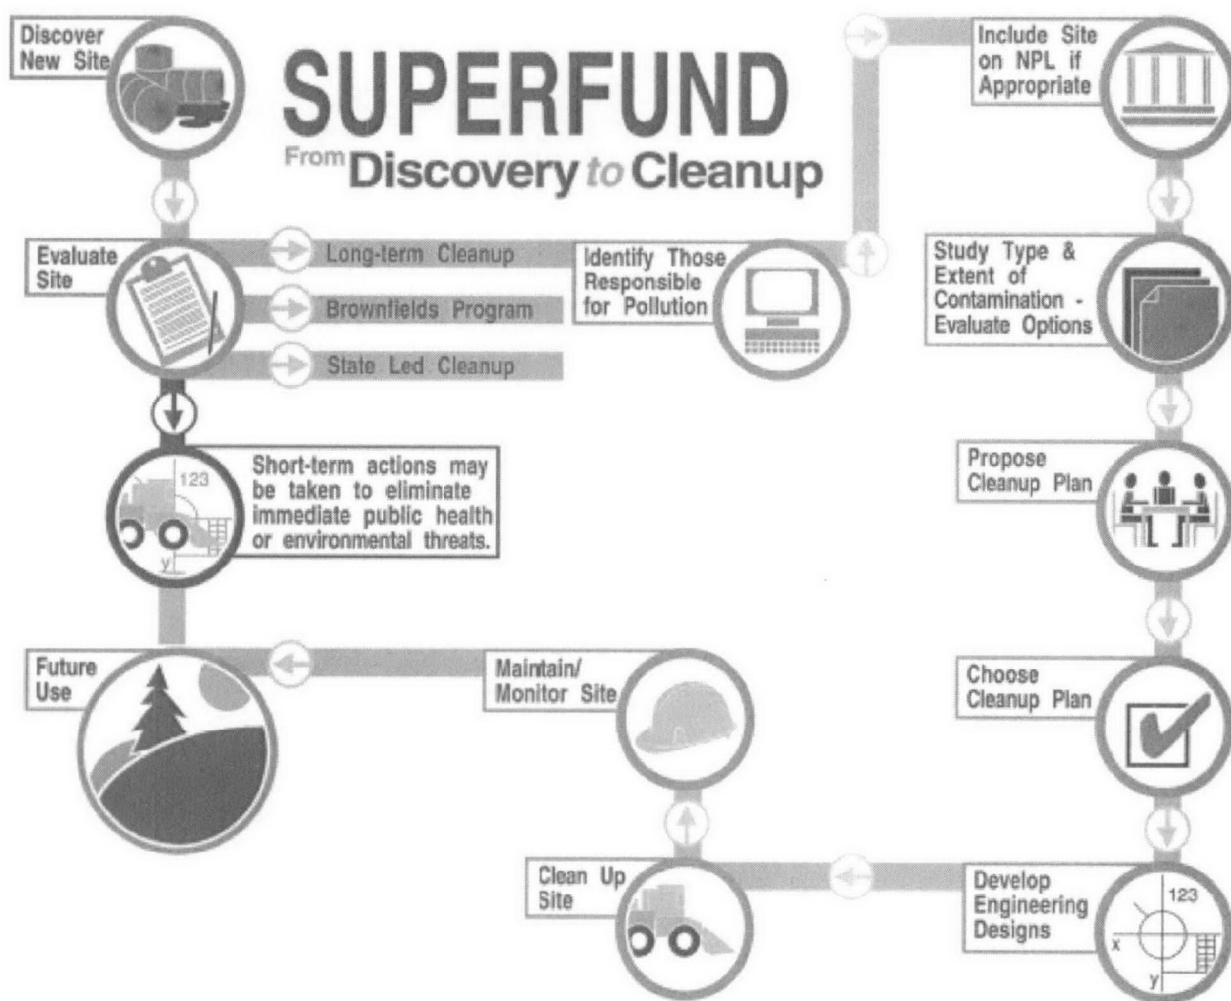 Discover
New Site
SUPERFUND
From Discovery to Cleanup
Include Site
on NPL if
Appropriate
Evaluate
Site
Long-term Cleanup
Brownfields Program
State Led Cleanup
Identify Those
Responsible
for Pollution
Study Type &
Extent of
Contamination -
Evaluate Options
123
y
Short-term actions may
be taken to eliminate
immediate public health
or environmental threats.
Propose
Cleanup Plan
Future
Use
Maintain/
Monitor Site
Choose
Cleanup Plan
Clean Up
Site
Develop
Engineering
Designs
123
x
y